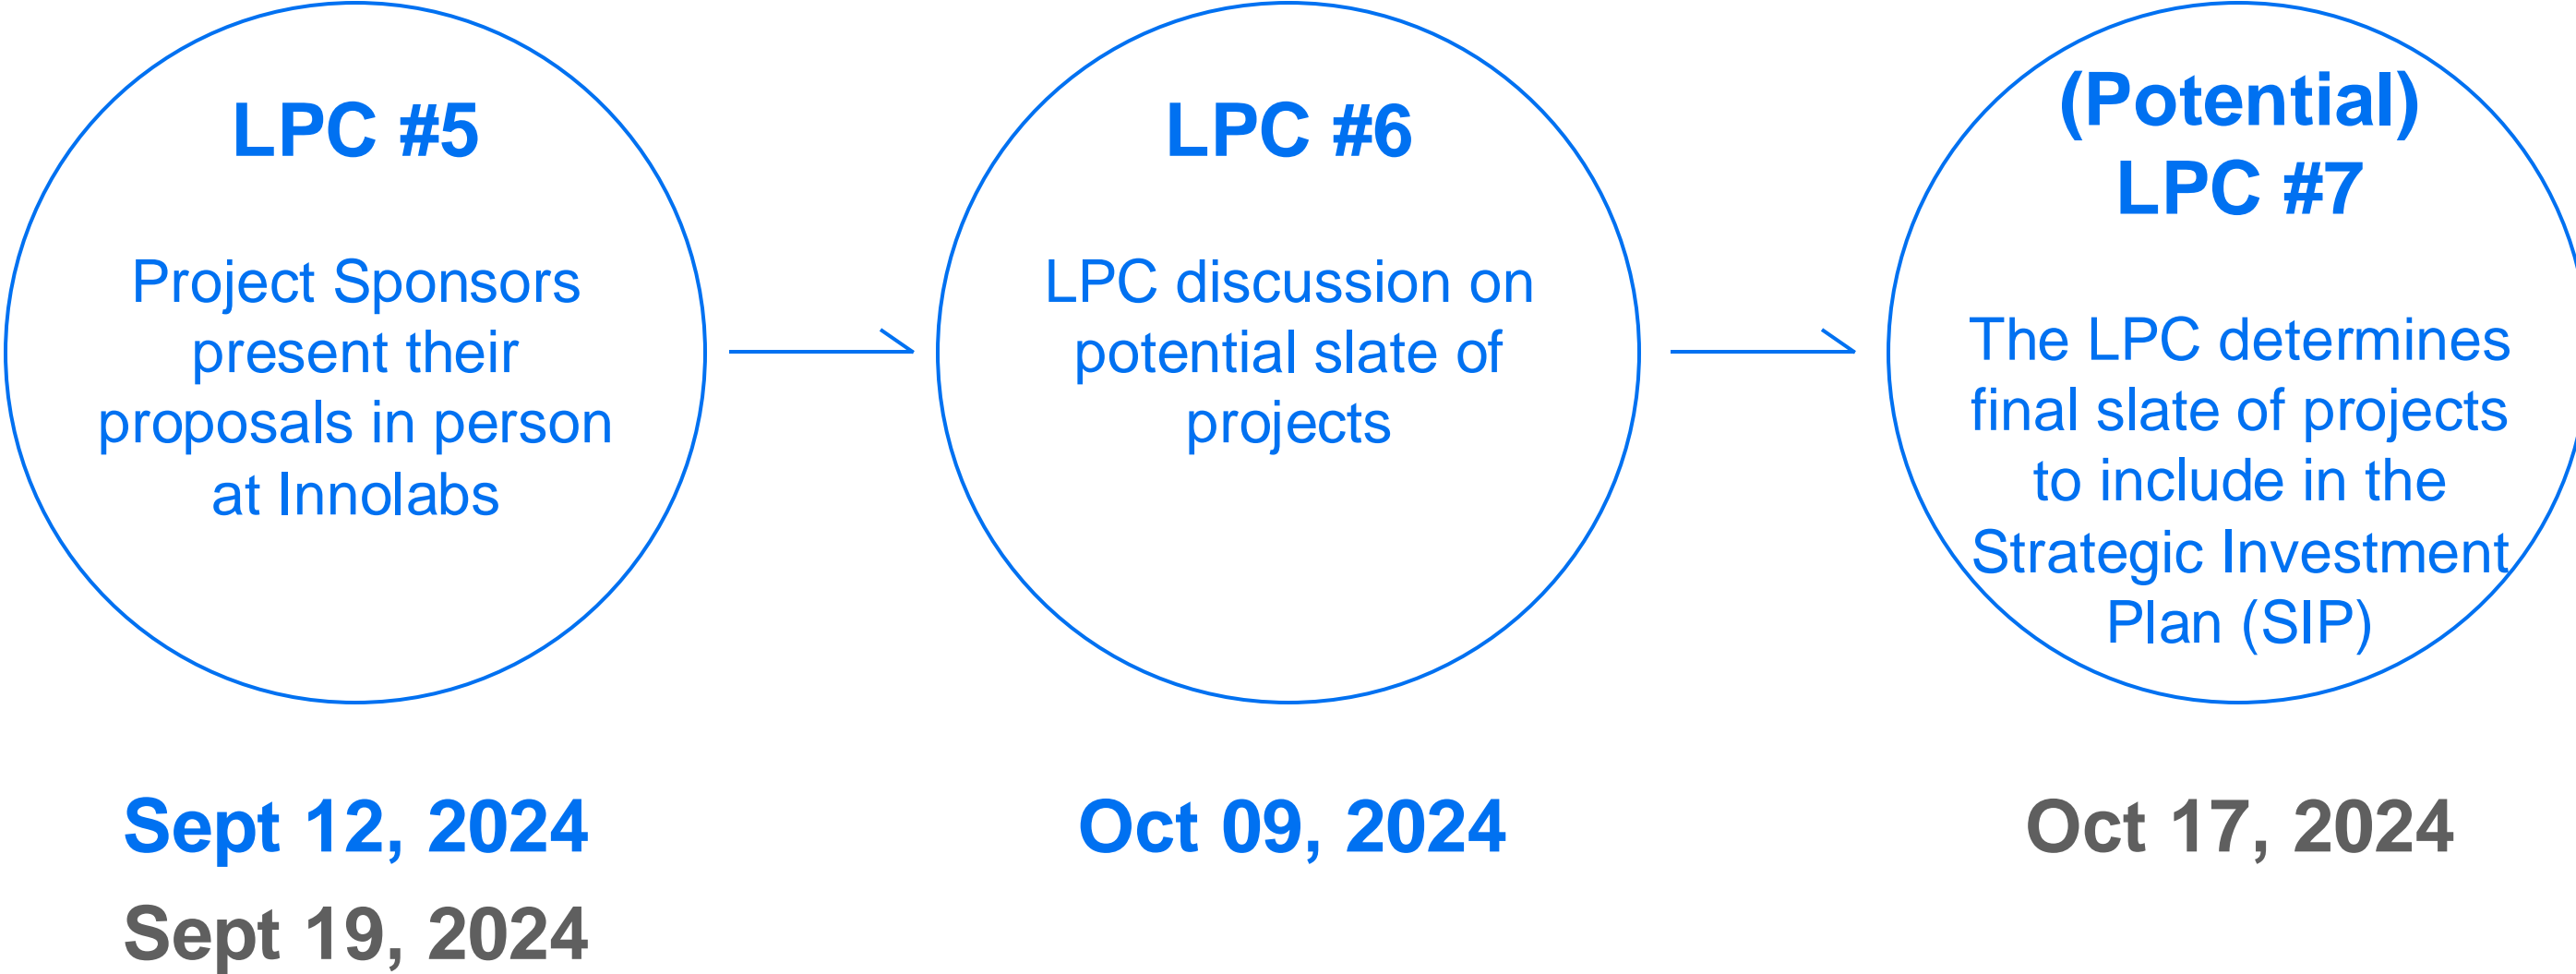 LPC #5
Project Sponsors
present their
proposals in person
at Innolabs
Sept 12, 2024
Sept 19, 2024
LPC #6
LPC discussion on
potential slate of
projects
Oct 09, 2024
(Potential)
LPC #7
The LPC determines
final slate of projects
to include in the
Strategic Investment
Plan (SIP)
Oct 17, 2024